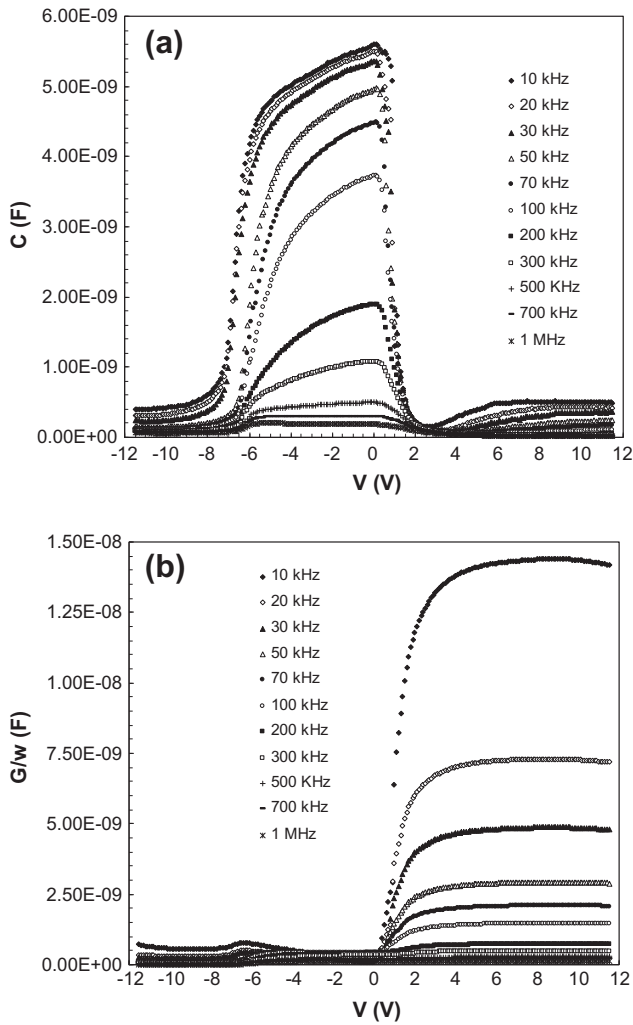 (a)
6.00E-09
5.00E-09
4.00E-09
3.00E-09
2.00E-09
1.00E-09
0.00E+00
C (F)
10 kHz
20 kHz
30 kHz
50 kHz
70 kHz
100 kHz
200 kHz
300 kHz
500 KHz
700 kHz
1 MHz
-12 -10 -8 -6 -4 -2 0 2 4 6 8 10 12
V (V)
(b)
1.50E-08
1.25E-08
1.00E-08
7.50E-09
5.00E-09
2.50E-09
0.00E+00
G/w (F)
10 kHz
20 kHz
30 kHz
50 kHz
70 kHz
100 kHz
200 kHz
300 kHz
500 KHz
700 kHz
1 MHz
-12 -10 -8 -6 -4 -2 0 2 4 6 8 10 12
V (V)